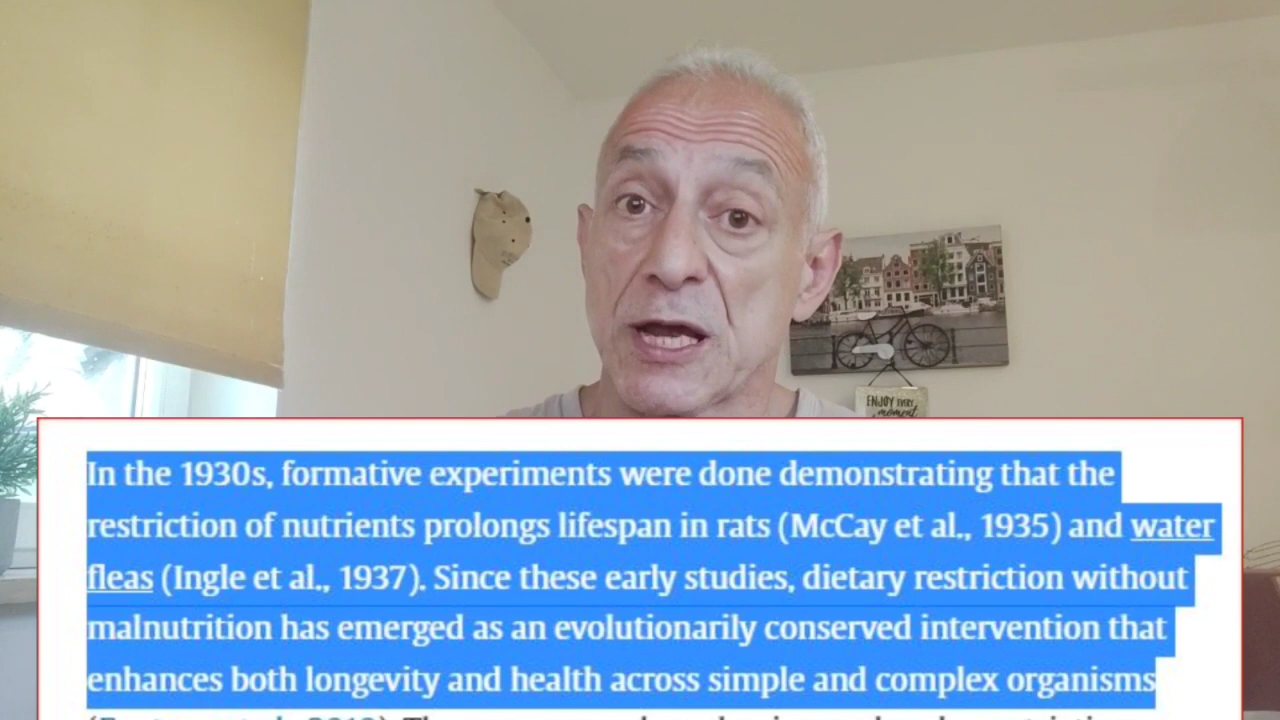 ENJOY EVERY
moment
In the 1930s, formative experiments were done demonstrating that the
restriction of nutrients prolongs lifespan in rats (McCay et al., 1935) and water
fleas (Ingle et al., 1937). Since these early studies, dietary restriction without
malnutrition has emerged as an evolutionarily conserved intervention that
enhances both longevity and health across simple and complex organisms